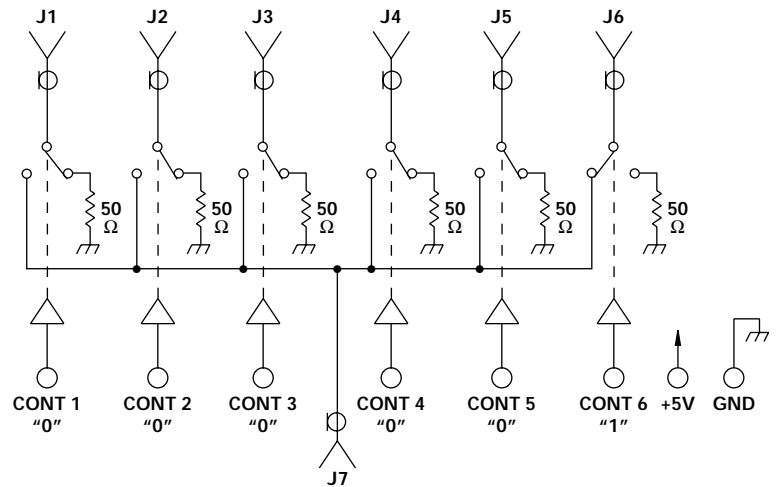 J1 J2 J3 J4 J5 J6
50 50 50 50 50 50
Ω Ω Ω Ω Ω Ω
CONT 1 CONT 2 CONT 3 CONT 4 CONT 5 CONT 6 +5V GND
“0” “0” “0” “0” “0” “1”
J7